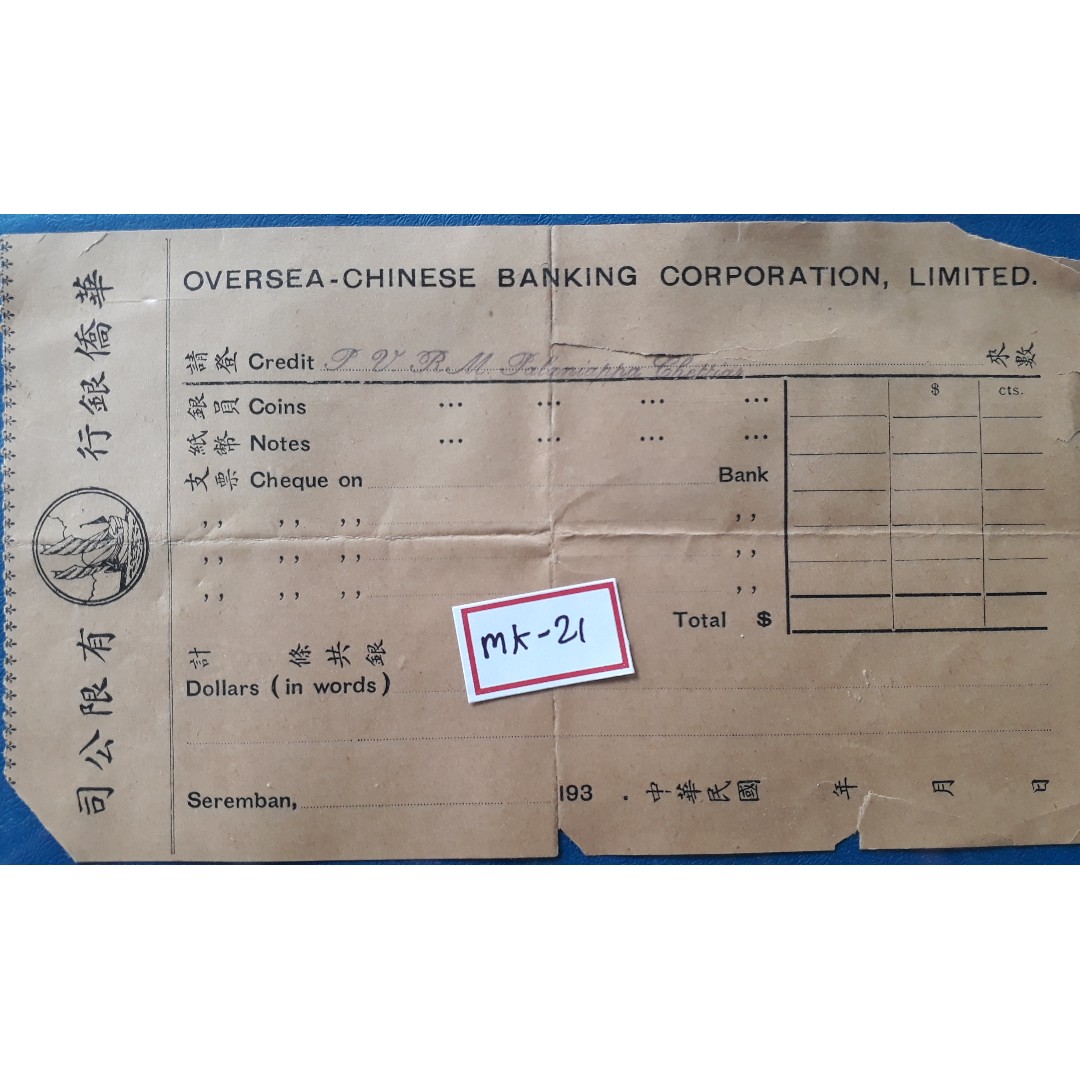 華僑銀行有限公司
OVERSEA-CHINESE BANKING CORPORATION, LIMITED.
請登 Credit P V R M Palaniappa Chettiar 來數
$ cts.
銀員 Coins ... ... ... ...
紙幣 Notes ... ... ... ...
支票 Cheque on Bank
,, ,, ,, ,,
,, ,, ,, ,,
,, ,, ,, ,,
Total $
mk-21
計 條共銀
Dollars (in words)
Seremban, 193 . 中華民國 年 月 日